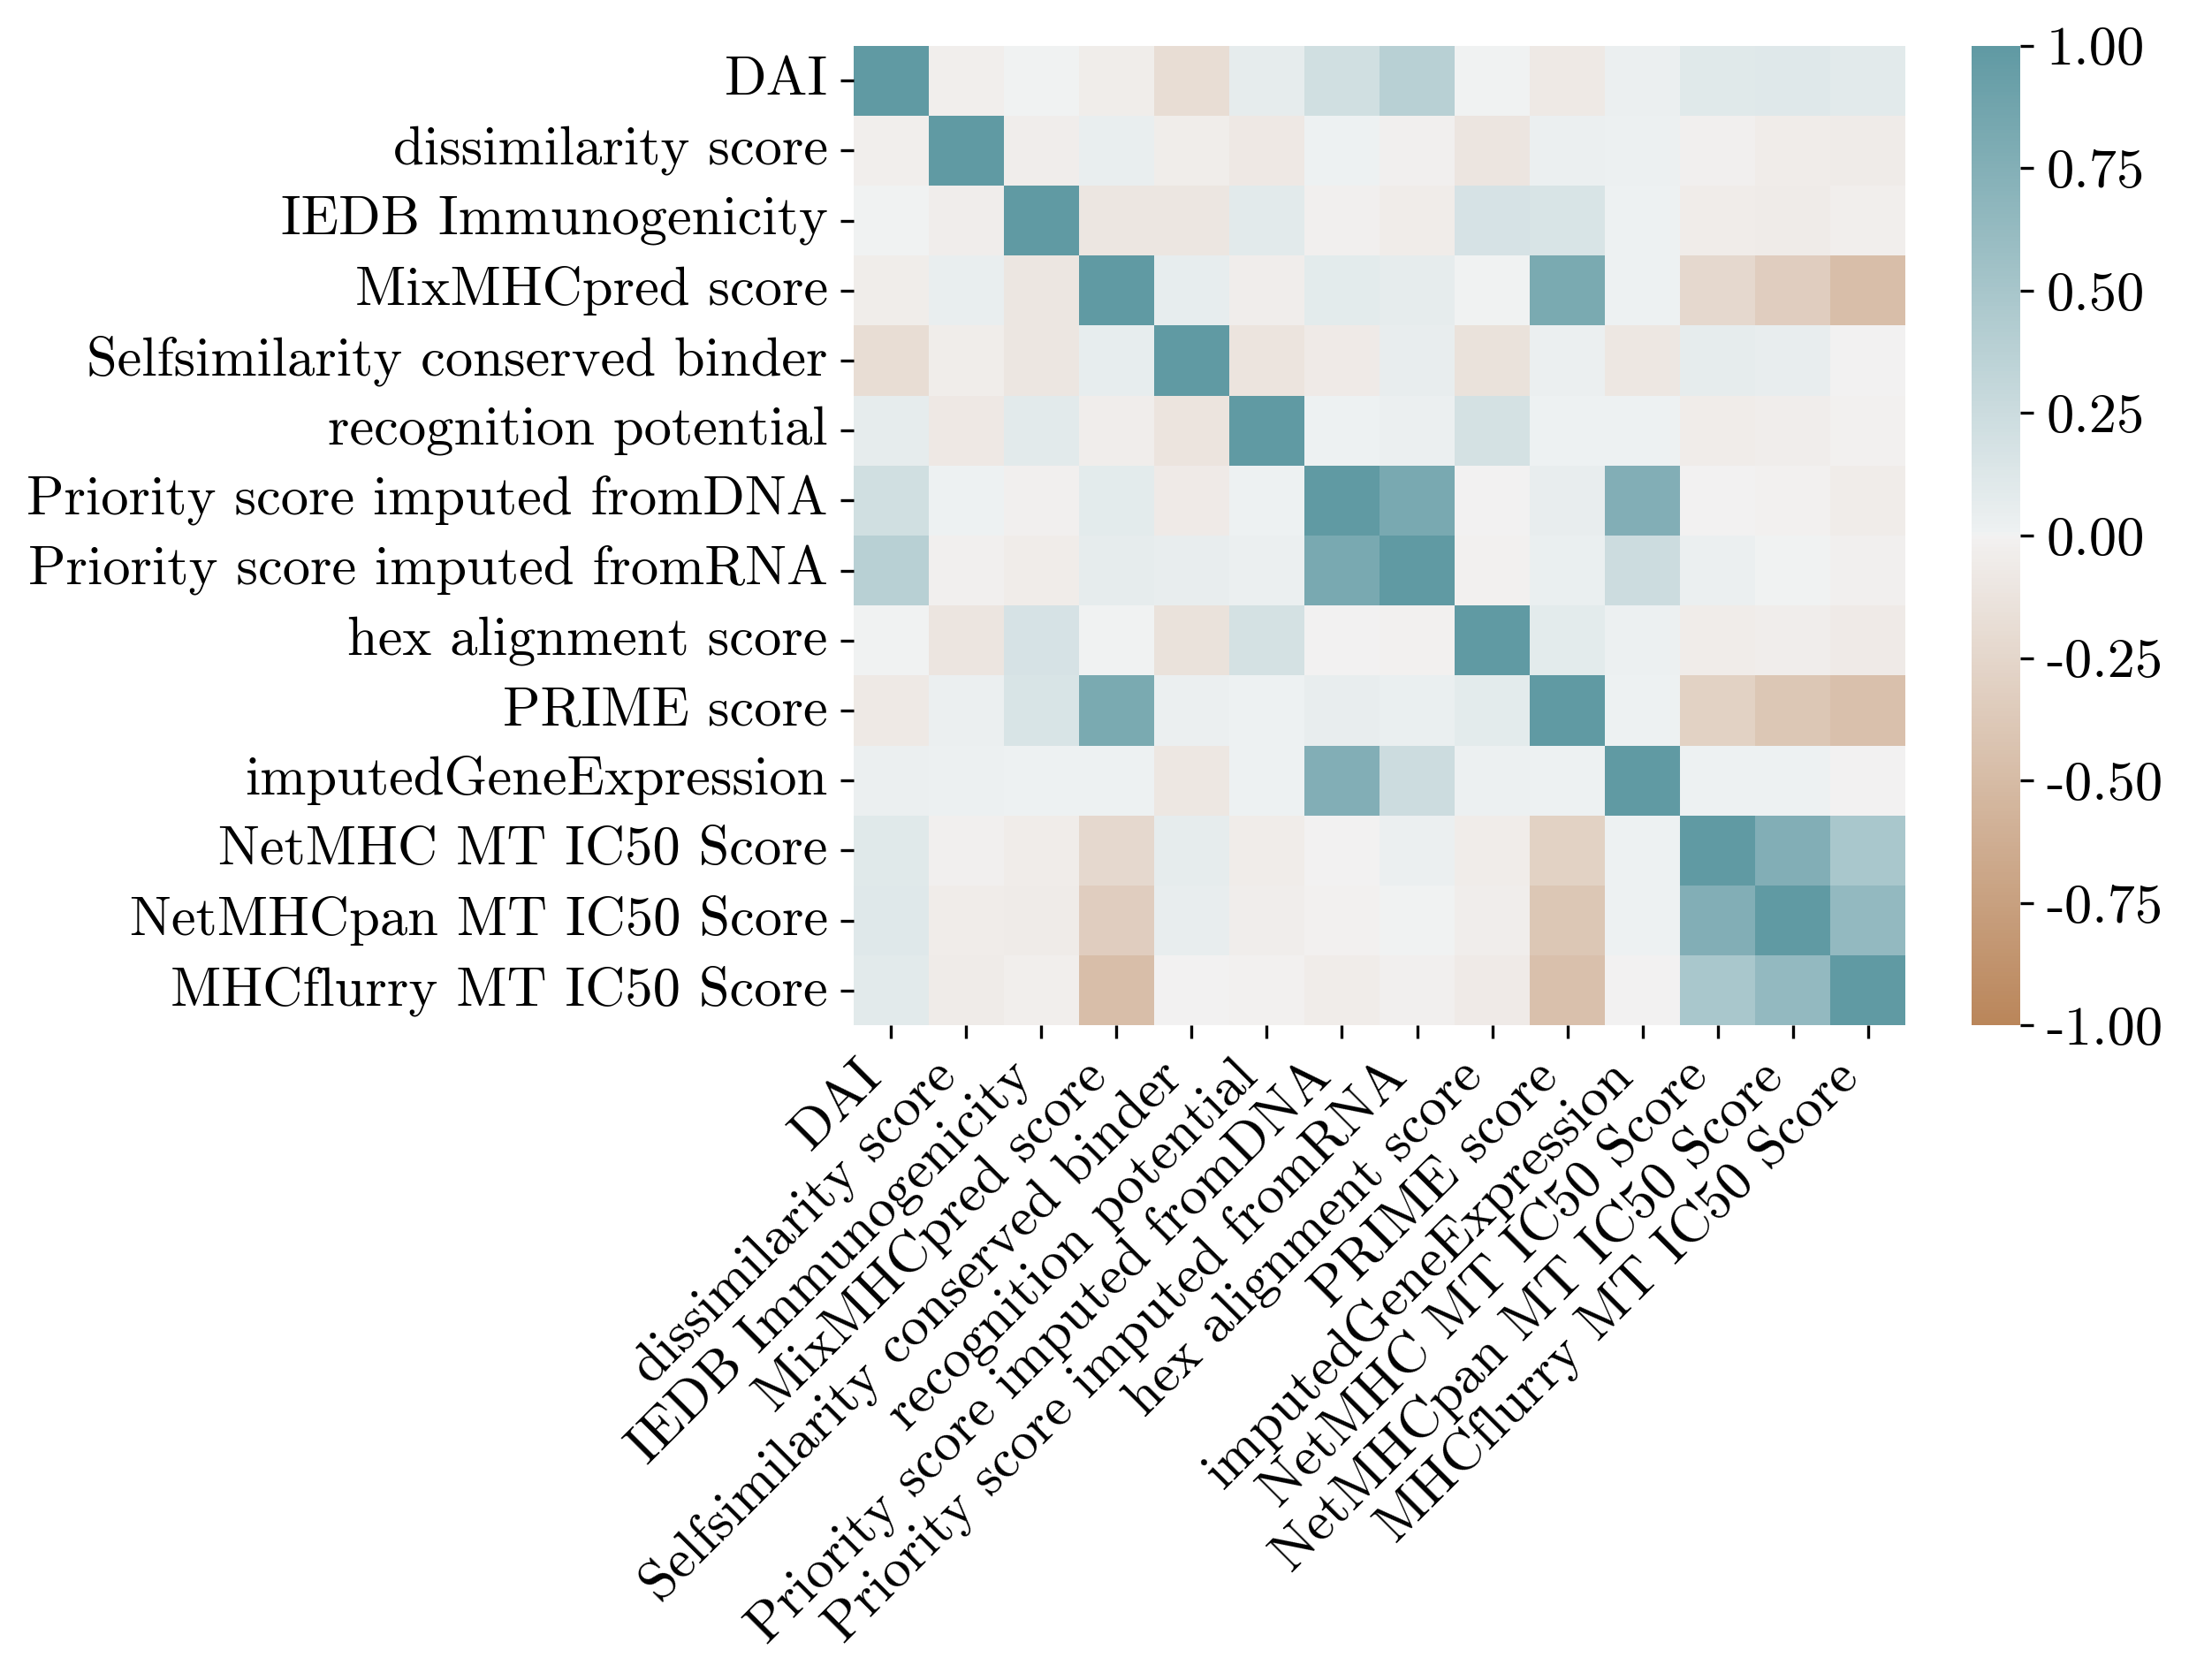 DAI
dissimilarity score
IEDB Immunogenicity
MixMHCpred score
Selfsimilarity conserved binder
recognition potential
Priority score imputed fromDNA
Priority score imputed fromRNA
hex alignment score
PRIME score
imputedGeneExpression
NetMHC MT IC50 Score
NetMHCpan MT IC50 Score
MHCflurry MT IC50 Score
DAI
dissimilarity score
IEDB Immunogenicity
MixMHCpred score
Selfsimilarity conserved binder
recognition potential
Priority score imputed fromDNA
Priority score imputed fromRNA
hex alignment score
PRIME score
imputedGeneExpression
NetMHC MT IC50 Score
NetMHCpan MT IC50 Score
MHCflurry MT IC50 Score
1.00
0.75
0.50
0.25
0.00
-0.25
-0.50
-0.75
-1.00